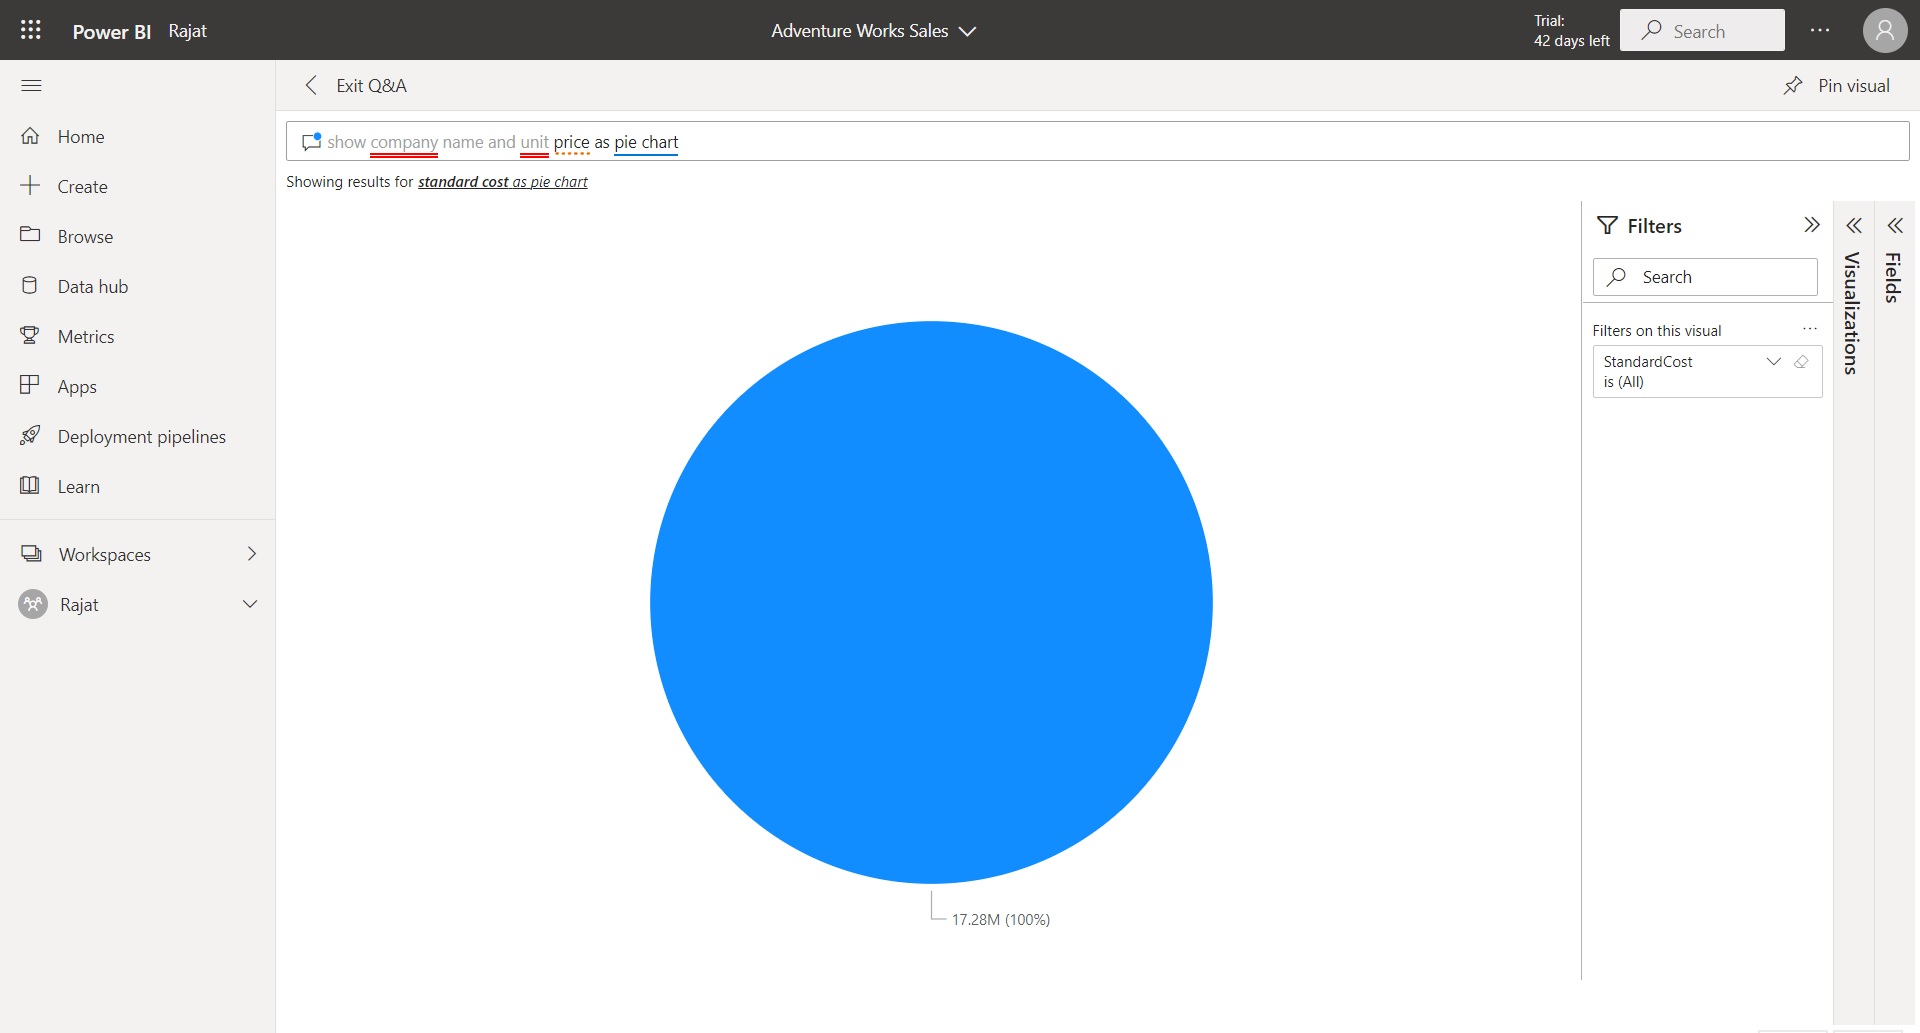 Power BI Rajat
Adventure Works Sales
Trial:
42 days left
Search
Exit Q&A
Pin visual
Home
Create
Browse
Data hub
Metrics
Apps
Deployment pipelines
Learn
Workspaces
Rajat
show company name and unit price as pie chart
Showing results for standard cost as pie chart
17.28M (100%)
Filters
Search
Filters on this visual
StandardCost
is (All)
Visualizations
Fields